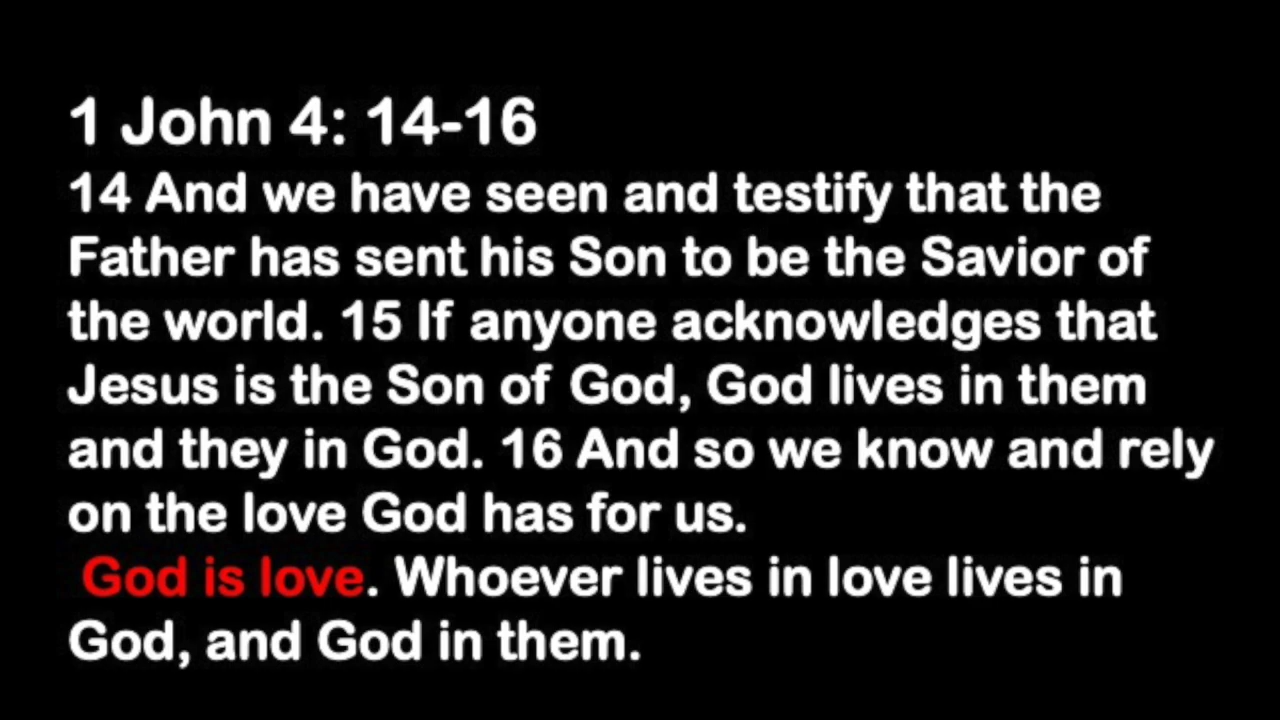 1 John 4: 14-16
14 And we have seen and testify that the
Father has sent his Son to be the Savior of
the world. 15 If anyone acknowledges that
Jesus is the Son of God, God lives in them
and they in God. 16 And so we know and rely
on the love God has for us.
God is love. Whoever lives in love lives in
God, and God in them.